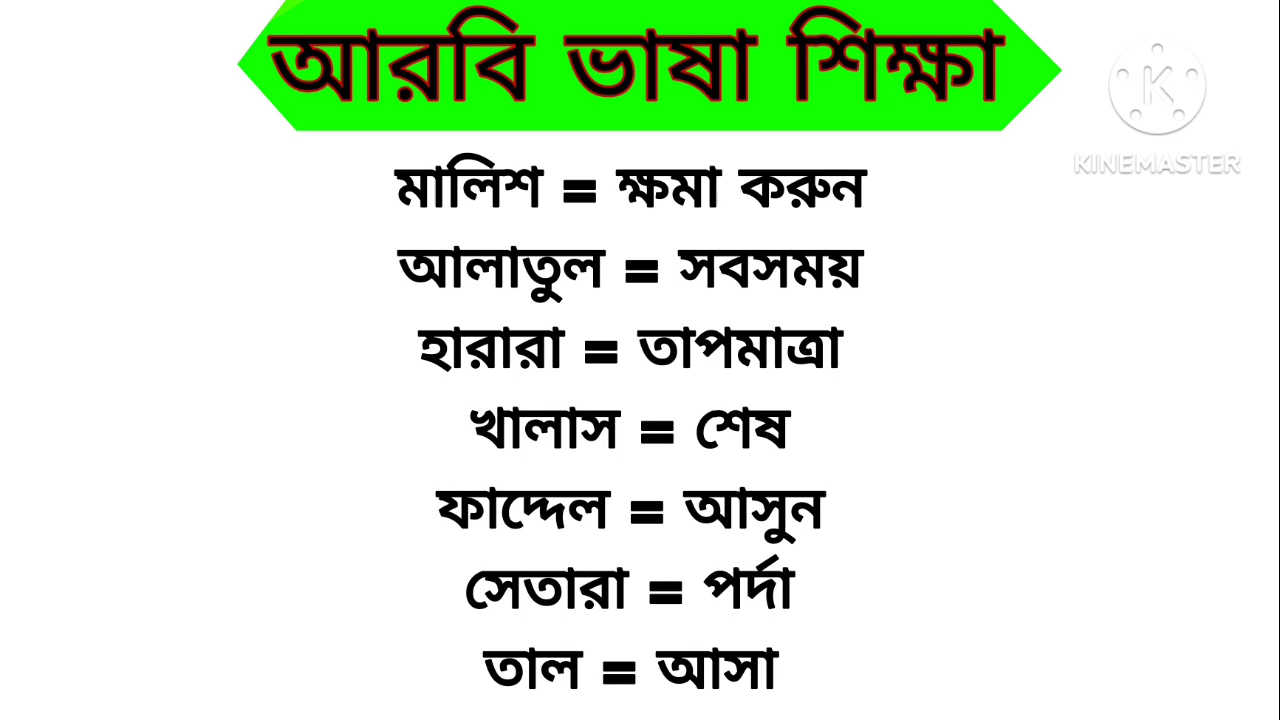 আরবি ভাষা শিক্ষা
KINEMASTER
মালিশ = ক্ষমা করুন
আলাতুল = সবসময়
হারারা = তাপমাত্রা
খালাস = শেষ
ফাদ্দেল = আসুন
সেতারা = পর্দা
তাল = আসা